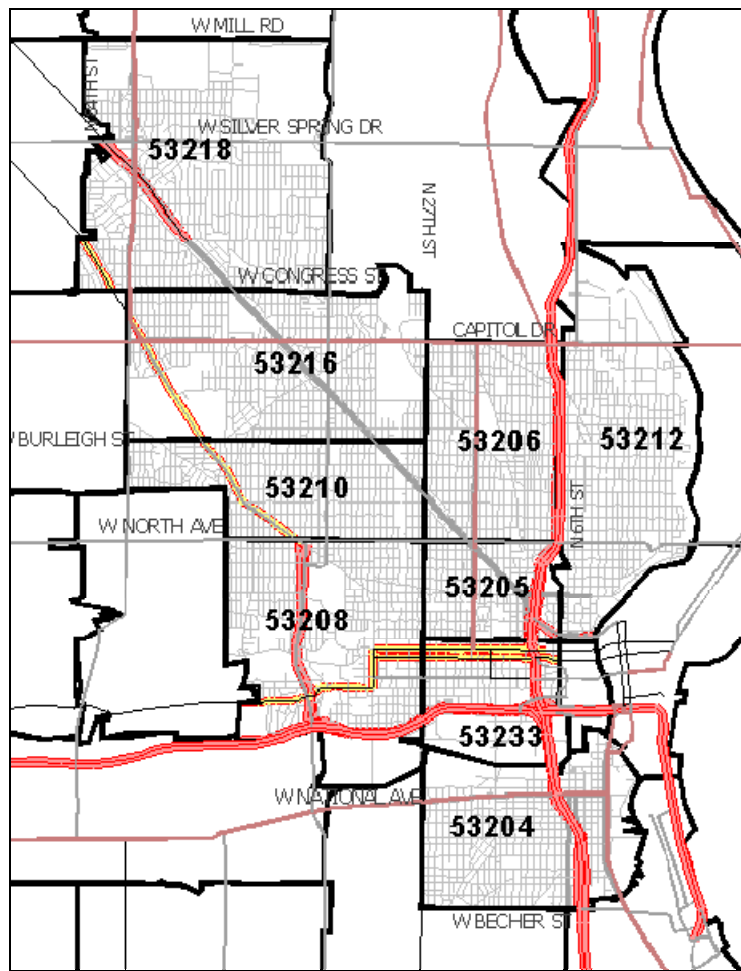 W MILL RD
W SILVER SPRING DR
53218
N 27TH ST
W CONGRESS ST
CAPITOL DR
53216
53206
53212
W BURLEIGH ST
53210
N 6TH ST
W NORTH AVE
53205
53208
53233
W NATIONAL AVE
53204
W BECHER ST